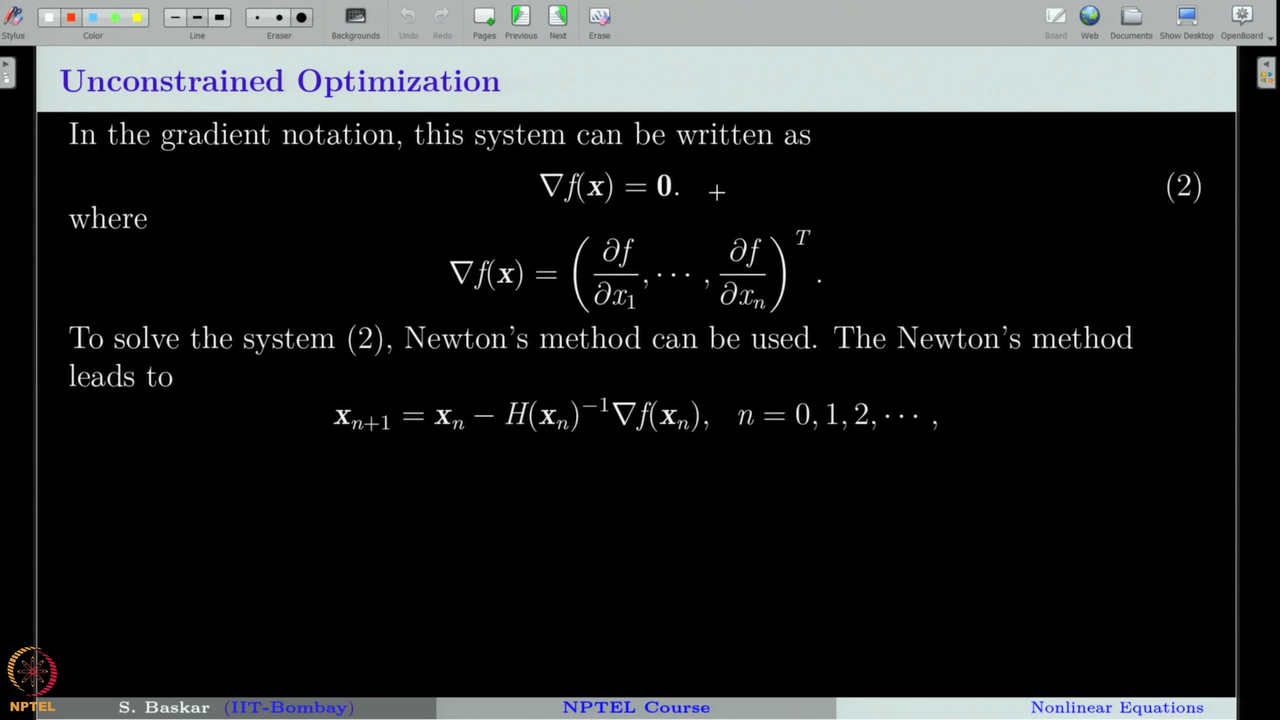 Stylus Color Line Eraser Backgrounds Undo Redo Pages Previous Next Erase Board Web Documents Show Desktop OpenBoard
Unconstrained Optimization
In the gradient notation, this system can be written as
∇f(x) = 0. (2)
where
∇f(x) = (∂f/∂x₁, ⋯ , ∂f/∂xₙ)ᵀ.
To solve the system (2), Newton's method can be used. The Newton's method
leads to
xₙ₊₁ = xₙ − H(xₙ)⁻¹∇f(xₙ), n = 0, 1, 2, ⋯ ,
NPTEL
S. Baskar (IIT-Bombay) NPTEL Course Nonlinear Equations